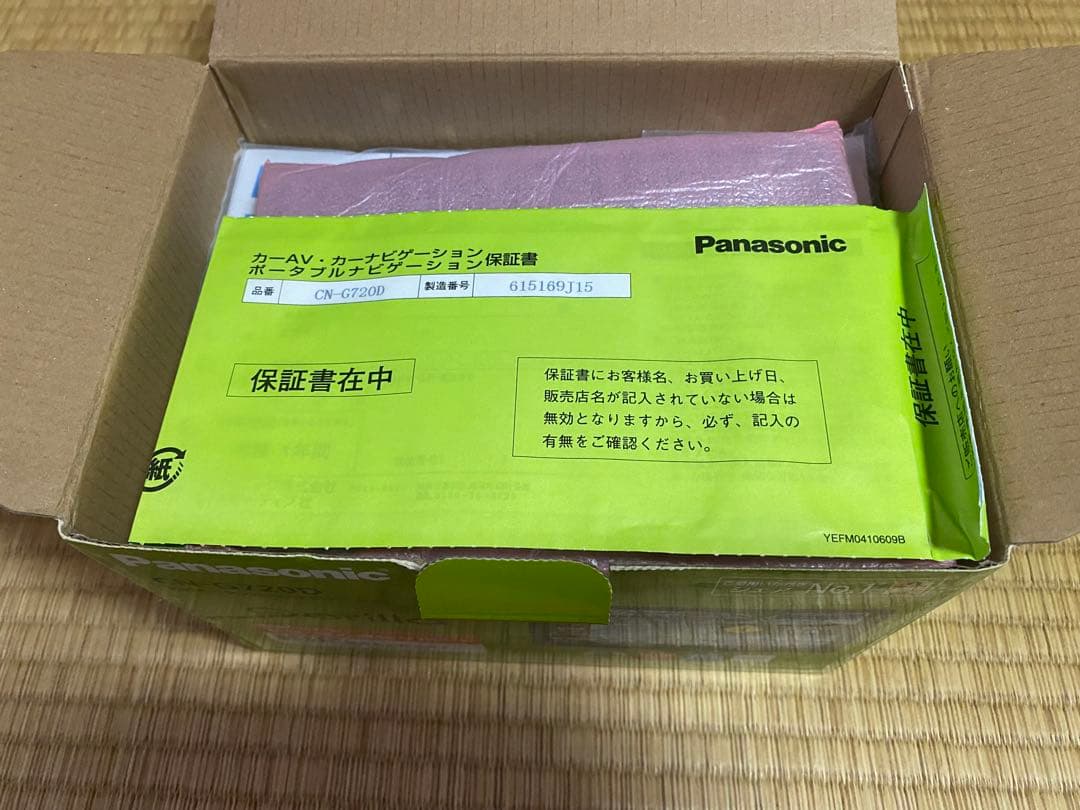 Panasonic
カーAV・カーナビゲーション
ポータブルナビゲーション保証書
品番 CN-G720D 製造番号 615169J15
保証書在中
保証書にお客様名、お買い上げ日、
販売店名が記入されていない場合は
無効となりますから、必ず、記入の
有無をご確認ください。
紙
YEFM0410609B
保証書在中
Panasonic
CN-G720D